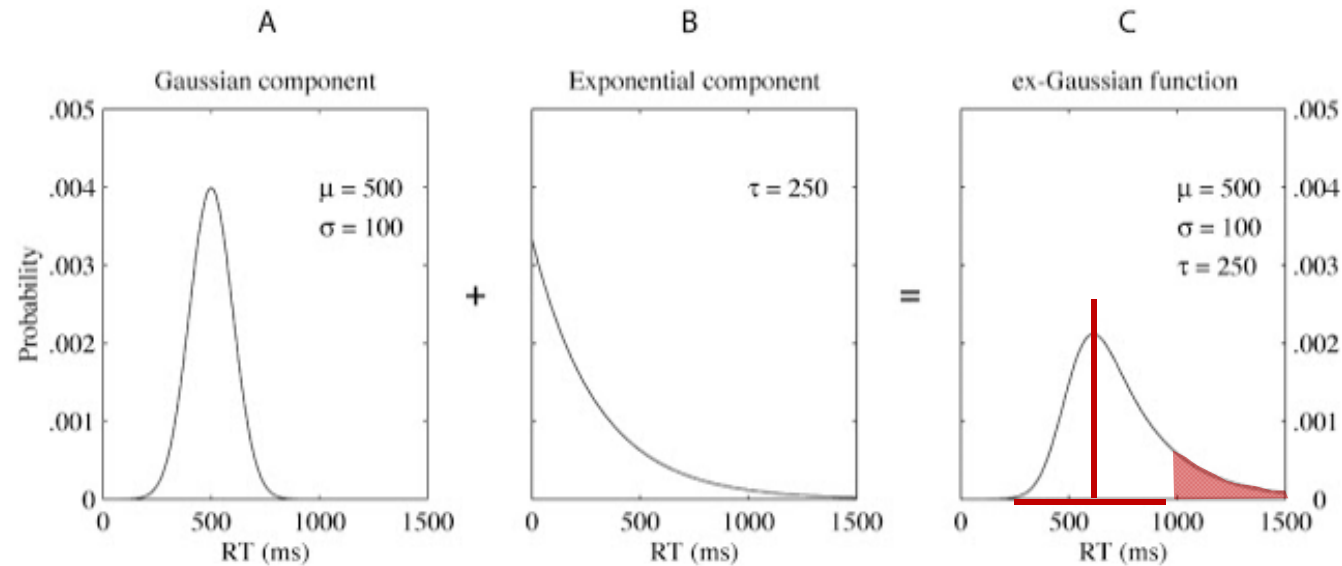 A
B
C
Gaussian component
Exponential component
ex-Gaussian function
.005
.004
.003
.002
.001
0
Probability
μ = 500
σ = 100
0 500 1000 1500
RT (ms)
+
τ = 250
0 500 1000 1500
RT (ms)
=
μ = 500
σ = 100
τ = 250
.005
.004
.003
.002
.001
0
0 500 1000 1500
RT (ms)